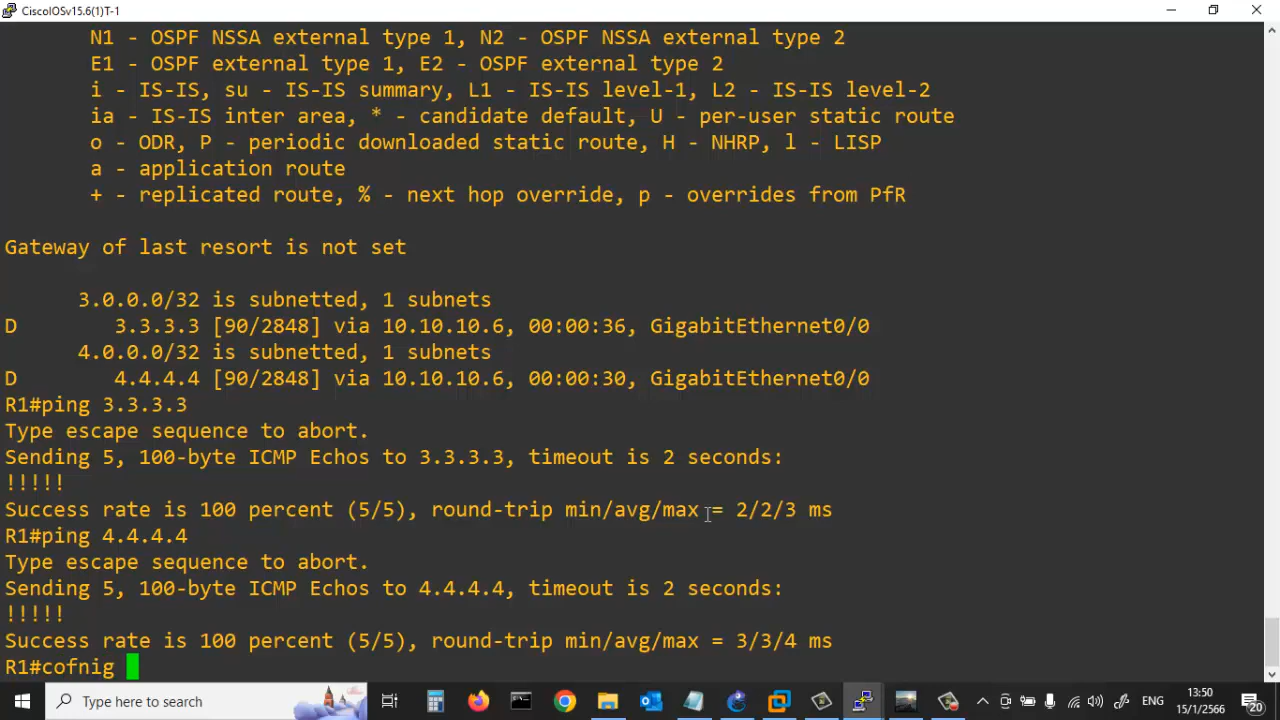 CiscoIOSv15.6(1)T-1
N1 - OSPF NSSA external type 1, N2 - OSPF NSSA external type 2
E1 - OSPF external type 1, E2 - OSPF external type 2
i - IS-IS, su - IS-IS summary, L1 - IS-IS level-1, L2 - IS-IS level-2
ia - IS-IS inter area, * - candidate default, U - per-user static route
o - ODR, P - periodic downloaded static route, H - NHRP, l - LISP
a - application route
+ - replicated route, % - next hop override, p - overrides from PfR
Gateway of last resort is not set
3.0.0.0/32 is subnetted, 1 subnets
D 3.3.3.3 [90/2848] via 10.10.10.6, 00:00:36, GigabitEthernet0/0
4.0.0.0/32 is subnetted, 1 subnets
D 4.4.4.4 [90/2848] via 10.10.10.6, 00:00:30, GigabitEthernet0/0
R1#ping 3.3.3.3
Type escape sequence to abort.
Sending 5, 100-byte ICMP Echos to 3.3.3.3, timeout is 2 seconds:
!!!!!
Success rate is 100 percent (5/5), round-trip min/avg/max = 2/2/3 ms
R1#ping 4.4.4.4
Type escape sequence to abort.
Sending 5, 100-byte ICMP Echos to 4.4.4.4, timeout is 2 seconds:
!!!!!
Success rate is 100 percent (5/5), round-trip min/avg/max = 3/3/4 ms
R1#cofnig
Type here to search
ENG
13:50
15/1/2566
20